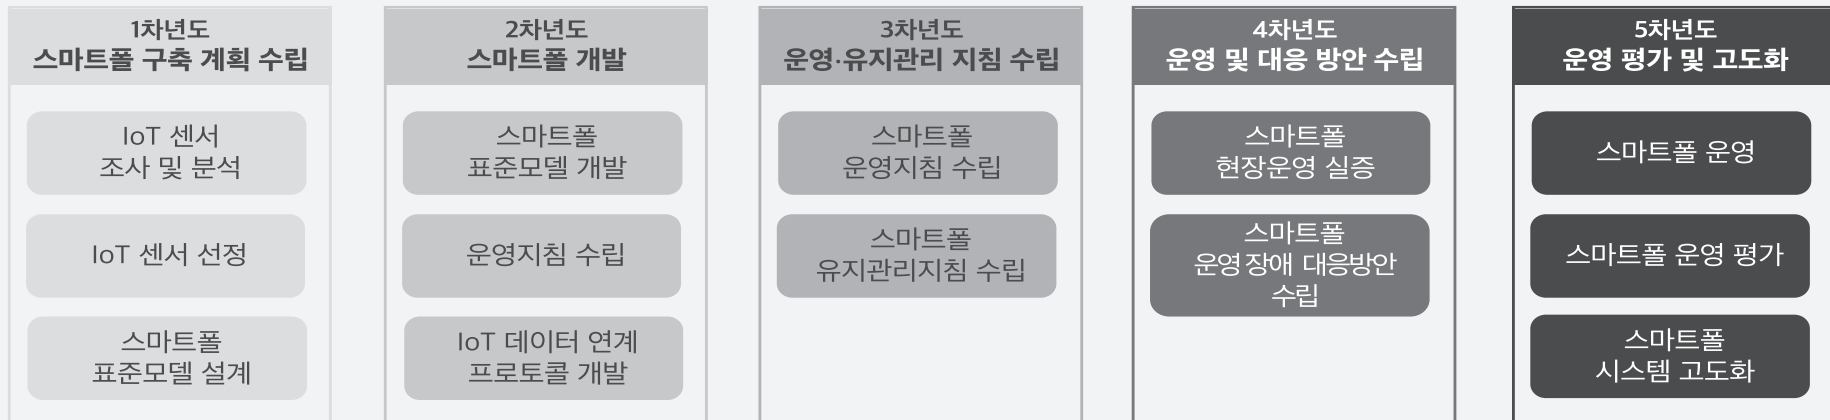 1차년도
스마트폴 구축 계획 수립
IoT 센서
조사 및 분석
IoT 센서 선정
스마트폴
표준모델 설계
2차년도
스마트폴 개발
스마트폴
표준모델 개발
운영지침 수립
IoT 데이터 연계
프로토콜 개발
3차년도
운영·유지관리 지침 수립
스마트폴
운영지침 수립
스마트폴
유지관리지침 수립
4차년도
운영 및 대응 방안 수립
스마트폴
현장운영 실증
스마트폴
운영 장애 대응방안
수립
5차년도
운영 평가 및 고도화
스마트폴 운영
스마트폴 운영 평가
스마트폴
시스템 고도화